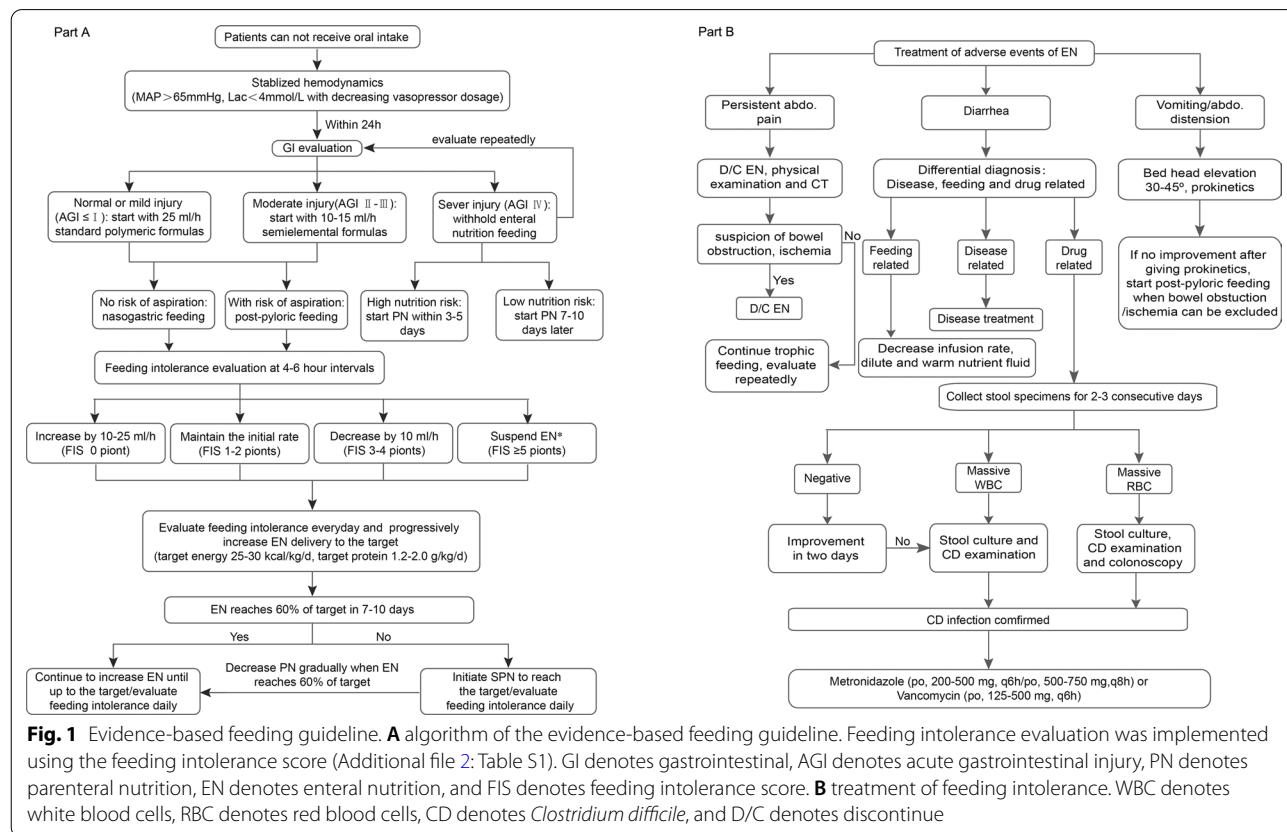 Part A
Patients can not receive oral intake
Stablized hemodynamics
(MAP＞65mmHg, Lac＜4mmol/L with decreasing vasopressor dosage)
Within 24h
GI evaluation
evaluate repeatedly
Normal or mild injury
(AGI ≤ Ⅰ): start with 25 ml/h
standard polymeric formulas
Moderate injury(AGI Ⅱ-Ⅲ):
start with 10-15 ml/h
semielemental formulas
Sever injury (AGI Ⅳ):
withhold enteral
nutrition feeding
No risk of aspiration:
nasogastric feeding
With risk of aspiration:
post-pyloric feeding
High nutrition risk:
start PN within 3-5
days
Low nutrition risk:
start PN 7-10
days later
Feeding intolerance evaluation at 4-6 hour intervals
Increase by 10-25 ml/h
(FIS 0 piont)
Maintain the initial rate
(FIS 1-2 pionts)
Decrease by 10 ml/h
(FIS 3-4 pionts)
Suspend EN*
(FIS ≥5 pionts)
Evaluate feeding intolerance everyday and progressively
increase EN delivery to the target
(target energy 25-30 kcal/kg/d, target protein 1.2-2.0 g/kg/d)
EN reaches 60% of target in 7-10 days
Yes
No
Continue to increase EN until
up to the target/evaluate
feeding intolerance daily
Decrease PN gradually when EN
reaches 60% of target
Initiate SPN to reach
the target/evaluate
feeding intolerance daily
Part B
Treatment of adverse events of EN
Persistent abdo.
pain
Diarrhea
Vomiting/abdo.
distension
D/C EN, physical
examination and CT
Differential diagnosis:
Disease, feeding and drug related
Bed head elevation
30-45º, prokinetics
suspicion of bowel
obstruction, ischemia
No
Yes
D/C EN
Continue trophic
feeding, evaluate
repeatedly
Feeding
related
Disease
related
Drug
related
If no improvement after
giving prokinetics,
start post-pyloric feeding
when bowel obstuction
/ischemia can be excluded
Disease treatment
Decrease infusion rate,
dilute and warm nutrient fluid
Collect stool specimens for 2-3 consecutive days
Negative
Massive
WBC
Massive
RBC
Improvement
in two days
No
Stool culture and
CD examination
Stool culture,
CD examination
and colonoscopy
CD infection comfirmed
Metronidazole (po, 200-500 mg, q6h/po, 500-750 mg,q8h) or
Vancomycin (po, 125-500 mg, q6h)
Fig. 1 Evidence-based feeding guideline. A algorithm of the evidence-based feeding guideline. Feeding intolerance evaluation was implemented
using the feeding intolerance score (Additional file 2: Table S1). GI denotes gastrointestinal, AGI denotes acute gastrointestinal injury, PN denotes
parenteral nutrition, EN denotes enteral nutrition, and FIS denotes feeding intolerance score. B treatment of feeding intolerance. WBC denotes
white blood cells, RBC denotes red blood cells, CD denotes Clostridium difficile, and D/C denotes discontinue